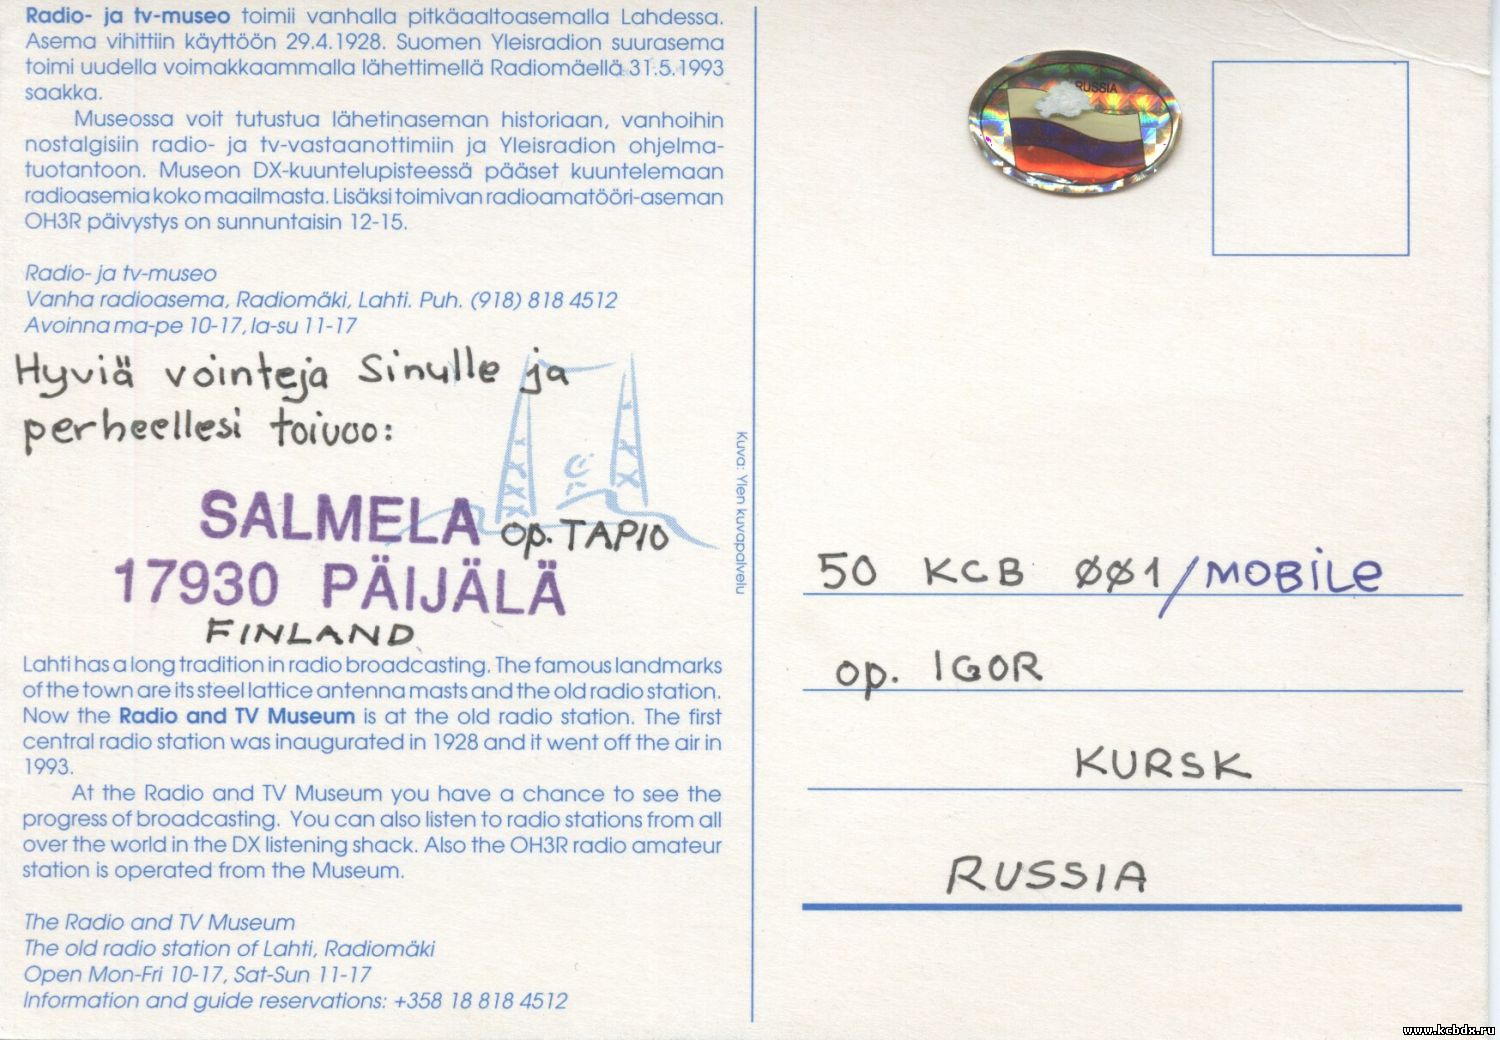 Radio- ja tv-museo toimii vanhalla pitkäaaltoasemalla Lahdessa.
Asema vihittiin käyttöön 29.4.1928. Suomen Yleisradion suurasema
toimi uudella voimakkaammalla lähettimellä Radiomäellä 31.5.1993
saakka.
Museossa voit tutustua lähetinaseman historiaan, vanhoihin
nostalgisiin radio- ja tv-vastaanottimiin ja Yleisradion ohjelma-
tuotantoon. Museon DX-kuuntelupisteessä pääset kuuntelemaan
radioasemia koko maailmasta. Lisäksi toimivan radioamatööri-aseman
OH3R päivystys on sunnuntaisin 12-15.
Radio- ja tv-museo
Vanha radioasema, Radiomäki, Lahti. Puh. (918) 818 4512
Avoinna ma-pe 10-17, la-su 11-17
Hyviä vointeja Sinulle ja
perheellesi toivoo:
SALMELA op. TAPIO
17930 PÄIJÄLÄ
FINLAND
Lahti has a long tradition in radio broadcasting. The famous landmarks
of the town are its steel lattice antenna masts and the old radio station.
Now the Radio and TV Museum is at the old radio station. The first
central radio station was inaugurated in 1928 and it went off the air in
1993.
At the Radio and TV Museum you have a chance to see the
progress of broadcasting. You can also listen to radio stations from all
over the world in the DX listening shack. Also the OH3R radio amateur
station is operated from the Museum.
The Radio and TV Museum
The old radio station of Lahti, Radiomäki
Open Mon-Fri 10-17, Sat-Sun 11-17
Information and guide reservations: +358 18 818 4512
Kuva: Ylen kuvapalvelu
RUSSIA
50 KCB ØØ1/MOBILE
op. IGOR
KURSK
RUSSIA
www.kcbdx.ru